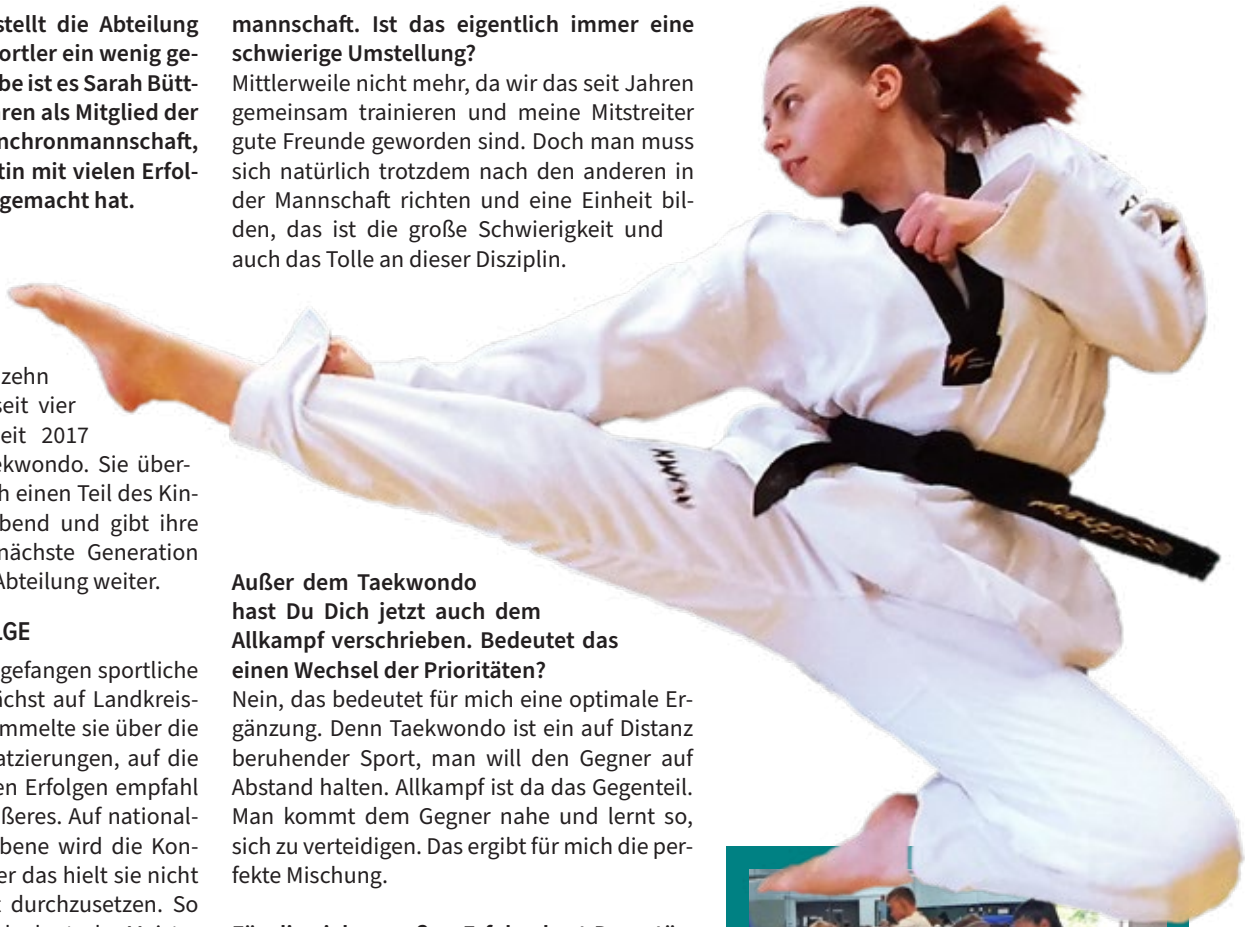 stellt die Abteilung
ortler ein wenig ge-
be ist es Sarah Bütt-
ren als Mitglied der
nchronmannschaft,
tin mit vielen Erfol-
gemacht hat.
zehn
seit vier
eit 2017
ekwondo. Sie über-
h einen Teil des Kin-
bend und gibt ihre
nächste Generation
Abteilung weiter.
LGE
gefangen sportliche
ächst auf Landkreis-
mmelte sie über die
atzierungen, auf die
en Erfolgen empfahl
ßeres. Auf national-
bene wird die Kon-
er das hielt sie nicht
t durchzusetzen. So
mannschaft. Ist das eigentlich immer eine
schwierige Umstellung?
Mittlerweile nicht mehr, da wir das seit Jahren
gemeinsam trainieren und meine Mitstreiter
gute Freunde geworden sind. Doch man muss
sich natürlich trotzdem nach den anderen in
der Mannschaft richten und eine Einheit bil-
den, das ist die große Schwierigkeit und
auch das Tolle an dieser Disziplin.
Außer dem Taekwondo
hast Du Dich jetzt auch dem
Allkampf verschrieben. Bedeutet das
einen Wechsel der Prioritäten?
Nein, das bedeutet für mich eine optimale Er-
gänzung. Denn Taekwondo ist ein auf Distanz
beruhender Sport, man will den Gegner auf
Abstand halten. Allkampf ist da das Gegenteil.
Man kommt dem Gegner nahe und lernt so,
sich zu verteidigen. Das ergibt für mich die per-
fekte Mischung.
KWON